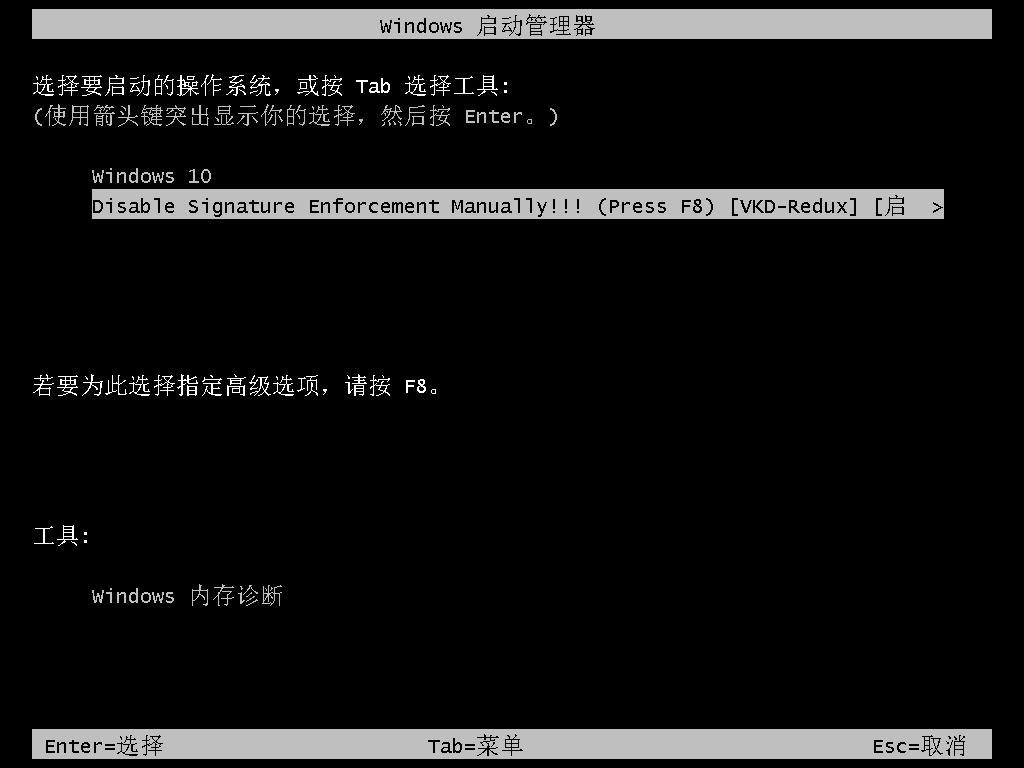 Windows 启动管理器
选择要启动的操作系统，或按 Tab 选择工具:
(使用箭头键突出显示你的选择，然后按 Enter。)
Windows 10
Disable Signature Enforcement Manually!!! (Press F8) [VKD-Redux] [启 >
若要为此选择指定高级选项，请按 F8。
工具:
Windows 内存诊断
Enter=选择 Tab=菜单 Esc=取消